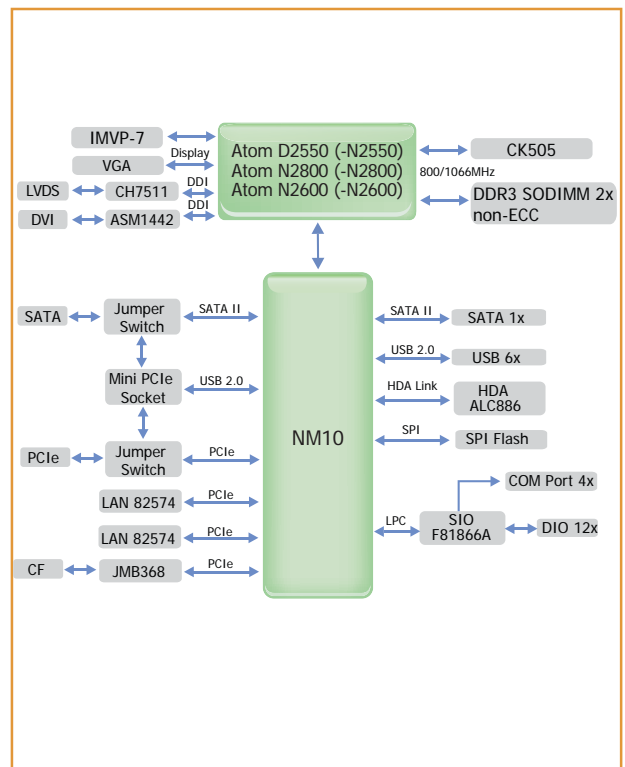 IMVP-7
Display
VGA
DDI
LVDS
CH7511
DDI
DVI
ASM1442
Atom D2550 (-N2550)
Atom N2800 (-N2800)
Atom N2600 (-N2600)
CK505
800/1066MHz
DDR3 SODIMM 2x
non-ECC
SATA
Jumper
Switch
SATA II
Mini PCIe
Socket
USB 2.0
PCIe
Jumper
Switch
PCIe
LAN 82574
PCIe
LAN 82574
PCIe
CF
JMB368
PCIe
NM10
SATA II
SATA 1x
USB 2.0
USB 6x
HDA Link
HDA
ALC886
SPI
SPI Flash
COM Port 4x
LPC
SIO
F81866A
DIO 12x